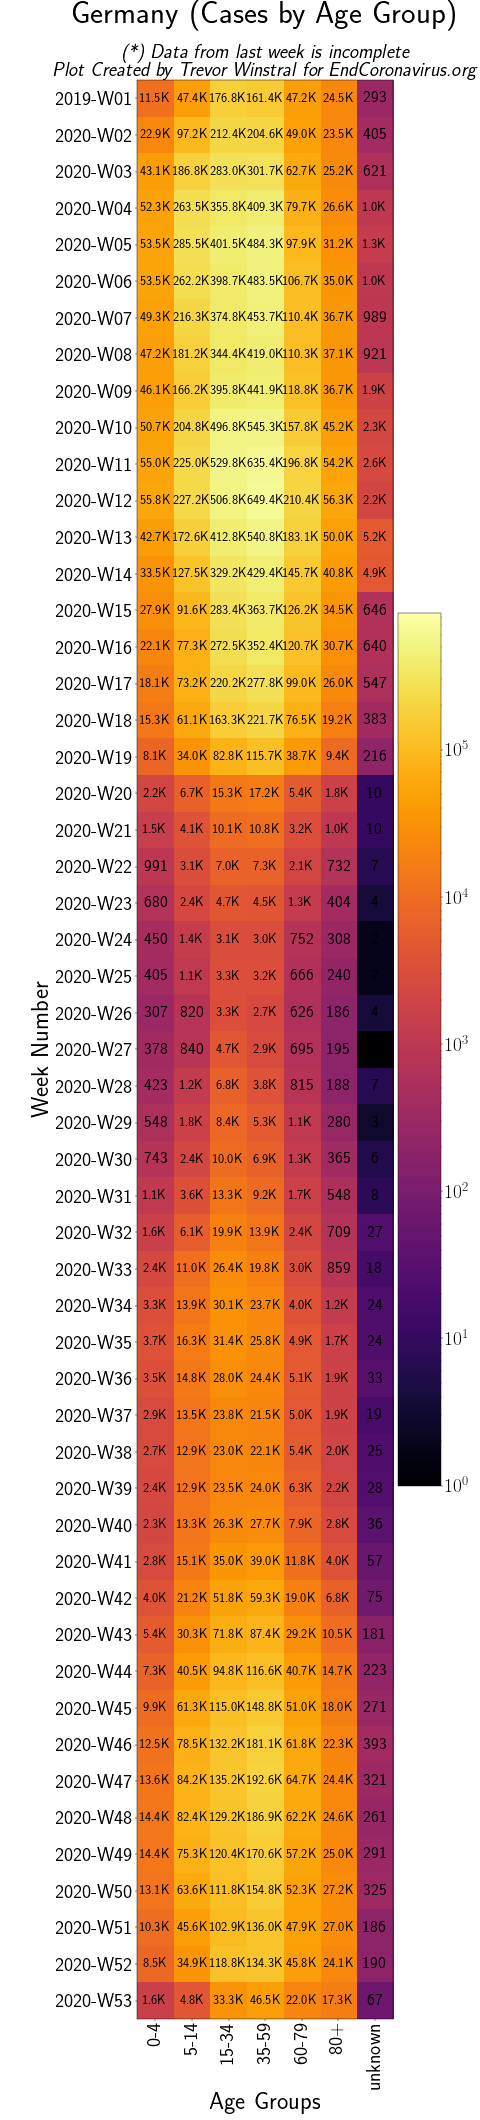 Germany (Cases by Age Group)
(*) Data from last week is incomplete
Plot Created by Trevor Winstral for EndCoronavirus.org
2019-W01 11.5K 47.4K 176.8K 161.4K 47.2K 24.5K 293
2020-W02 22.9K 97.2K 212.4K 204.6K 49.0K 23.5K 405
2020-W03 43.1K 186.8K 283.0K 301.7K 62.7K 25.2K 621
2020-W04 52.3K 263.5K 355.8K 409.3K 79.7K 26.6K 1.0K
2020-W05 53.5K 285.5K 401.5K 484.3K 97.9K 31.2K 1.3K
2020-W06 53.5K 262.2K 398.7K 483.5K 106.7K 35.0K 1.0K
2020-W07 49.3K 216.3K 374.8K 453.7K 110.4K 36.7K 989
2020-W08 47.2K 181.2K 344.4K 419.0K 110.3K 37.1K 921
2020-W09 46.1K 166.2K 395.8K 441.9K 118.8K 36.7K 1.9K
2020-W10 50.7K 204.8K 496.8K 545.3K 157.8K 45.2K 2.3K
2020-W11 55.0K 225.0K 529.8K 635.4K 196.8K 54.2K 2.6K
2020-W12 55.8K 227.2K 506.8K 649.4K 210.4K 56.3K 2.2K
2020-W13 42.7K 172.6K 412.8K 540.8K 183.1K 50.0K 5.2K
2020-W14 33.5K 127.5K 329.2K 429.4K 145.7K 40.8K 4.9K
2020-W15 27.9K 91.6K 283.4K 363.7K 126.2K 34.5K 646
2020-W16 22.1K 77.3K 272.5K 352.4K 120.7K 30.7K 640
2020-W17 18.1K 73.2K 220.2K 277.8K 99.0K 26.0K 547
2020-W18 15.3K 61.1K 163.3K 221.7K 76.5K 19.2K 383
2020-W19 8.1K 34.0K 82.8K 115.7K 38.7K 9.4K 216
2020-W20 2.2K 6.7K 15.3K 17.2K 5.4K 1.8K 10
2020-W21 1.5K 4.1K 10.1K 10.8K 3.2K 1.0K 10
2020-W22 991 3.1K 7.0K 7.3K 2.1K 732 7
2020-W23 680 2.4K 4.7K 4.5K 1.3K 404 4
2020-W24 450 1.4K 3.1K 3.0K 752 308
2020-W25 405 1.1K 3.3K 3.2K 666 240
2020-W26 307 820 3.3K 2.7K 626 186 4
2020-W27 378 840 4.7K 2.9K 695 195
2020-W28 423 1.2K 6.8K 3.8K 815 188 7
2020-W29 548 1.8K 8.4K 5.3K 1.1K 280 3
2020-W30 743 2.4K 10.0K 6.9K 1.3K 365 6
2020-W31 1.1K 3.6K 13.3K 9.2K 1.7K 548 8
2020-W32 1.6K 6.1K 19.9K 13.9K 2.4K 709 27
2020-W33 2.4K 11.0K 26.4K 19.8K 3.0K 859 18
2020-W34 3.3K 13.9K 30.1K 23.7K 4.0K 1.2K 24
2020-W35 3.7K 16.3K 31.4K 25.8K 4.9K 1.7K 24
2020-W36 3.5K 14.8K 28.0K 24.4K 5.1K 1.9K 33
2020-W37 2.9K 13.5K 23.8K 21.5K 5.0K 1.9K 19
2020-W38 2.7K 12.9K 23.0K 22.1K 5.4K 2.0K 25
2020-W39 2.4K 12.9K 23.5K 24.0K 6.3K 2.2K 28
2020-W40 2.3K 13.3K 26.3K 27.7K 7.9K 2.8K 36
2020-W41 2.8K 15.1K 35.0K 39.0K 11.8K 4.0K 57
2020-W42 4.0K 21.2K 51.8K 59.3K 19.0K 6.8K 75
2020-W43 5.4K 30.3K 71.8K 87.4K 29.2K 10.5K 181
2020-W44 7.3K 40.5K 94.8K 116.6K 40.7K 14.7K 223
2020-W45 9.9K 61.3K 115.0K 148.8K 51.0K 18.0K 271
2020-W46 12.5K 78.5K 132.2K 181.1K 61.8K 22.3K 393
2020-W47 13.6K 84.2K 135.2K 192.6K 64.7K 24.4K 321
2020-W48 14.4K 82.4K 129.2K 186.9K 62.2K 24.6K 261
2020-W49 14.4K 75.3K 120.4K 170.6K 57.2K 25.0K 291
2020-W50 13.1K 63.6K 111.8K 154.8K 52.3K 27.2K 325
2020-W51 10.3K 45.6K 102.9K 136.0K 47.9K 27.0K 186
2020-W52 8.5K 34.9K 118.8K 134.3K 45.8K 24.1K 190
2020-W53 1.6K 4.8K 33.3K 46.5K 22.0K 17.3K 67
0-4 5-14 15-34 35-59 60-79 80+ unknown
Age Groups
Week Number
10^5
10^4
10^3
10^2
10^1
10^0